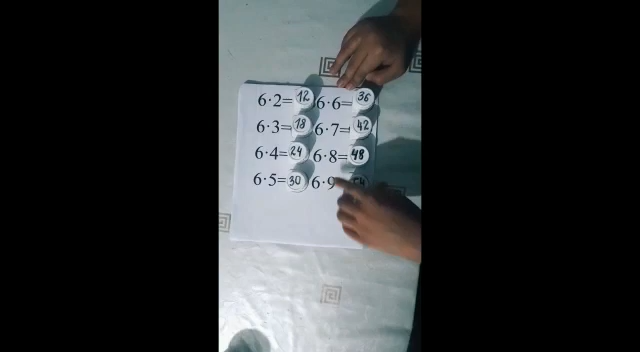 6·2= 12 6·6= 36
6·3= 18 6·7= 42
6·4= 24 6·8= 48
6·5= 30 6·9